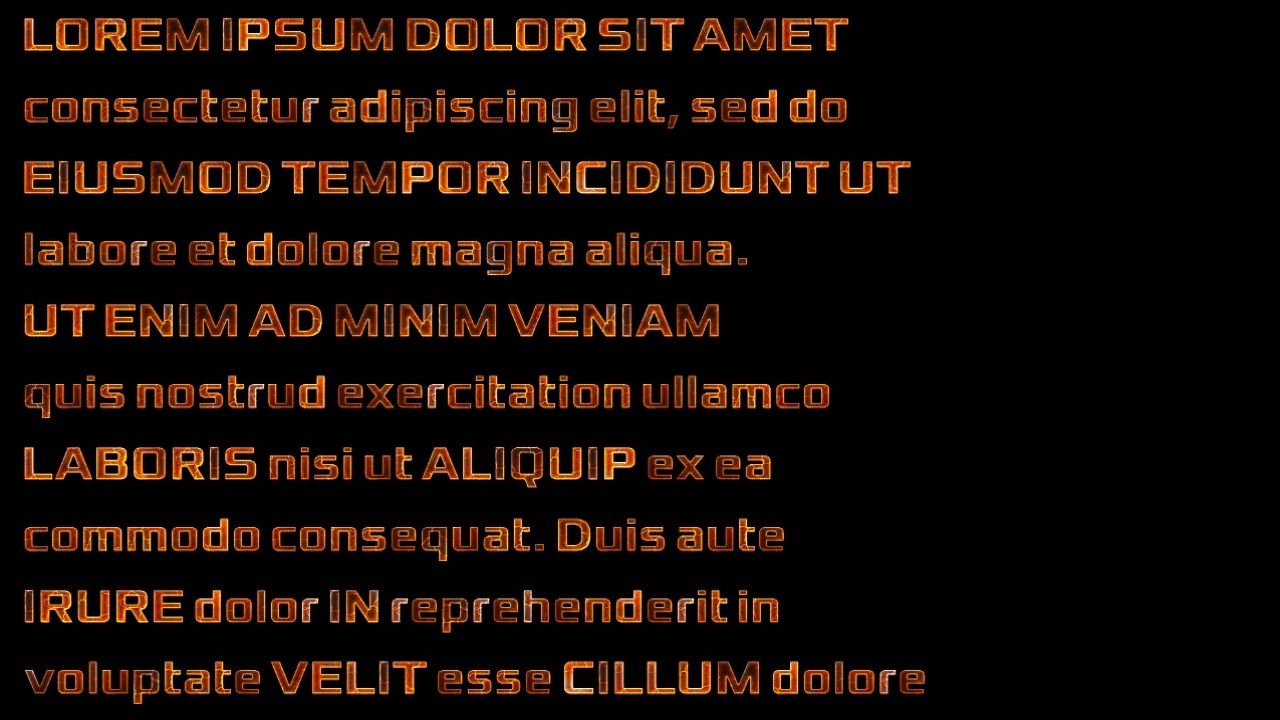 LOREM IPSUM DOLOR SIT AMET
consectetur adipiscing elit, sed do
EIUSMOD TEMPOR INCIDIDUNT UT
labore et dolore magna aliqua.
UT ENIM AD MINIM VENIAM
quis nostrud exercitation ullamco
LABORIS nisi ut ALIQUIP ex ea
commodo consequat. Duis aute
IRURE dolor IN reprehenderit in
voluptate VELIT esse CILLUM dolore